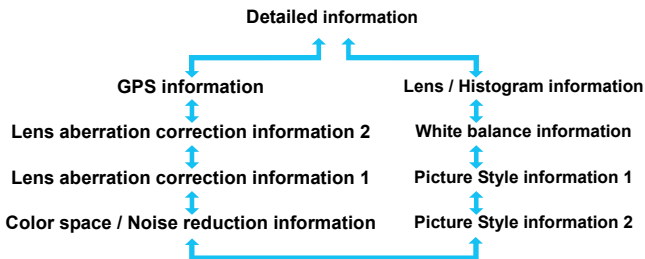 Detailed information
GPS information
Lens / Histogram information
Lens aberration correction information 2
White balance information
Lens aberration correction information 1
Picture Style information 1
Color space / Noise reduction information
Picture Style information 2